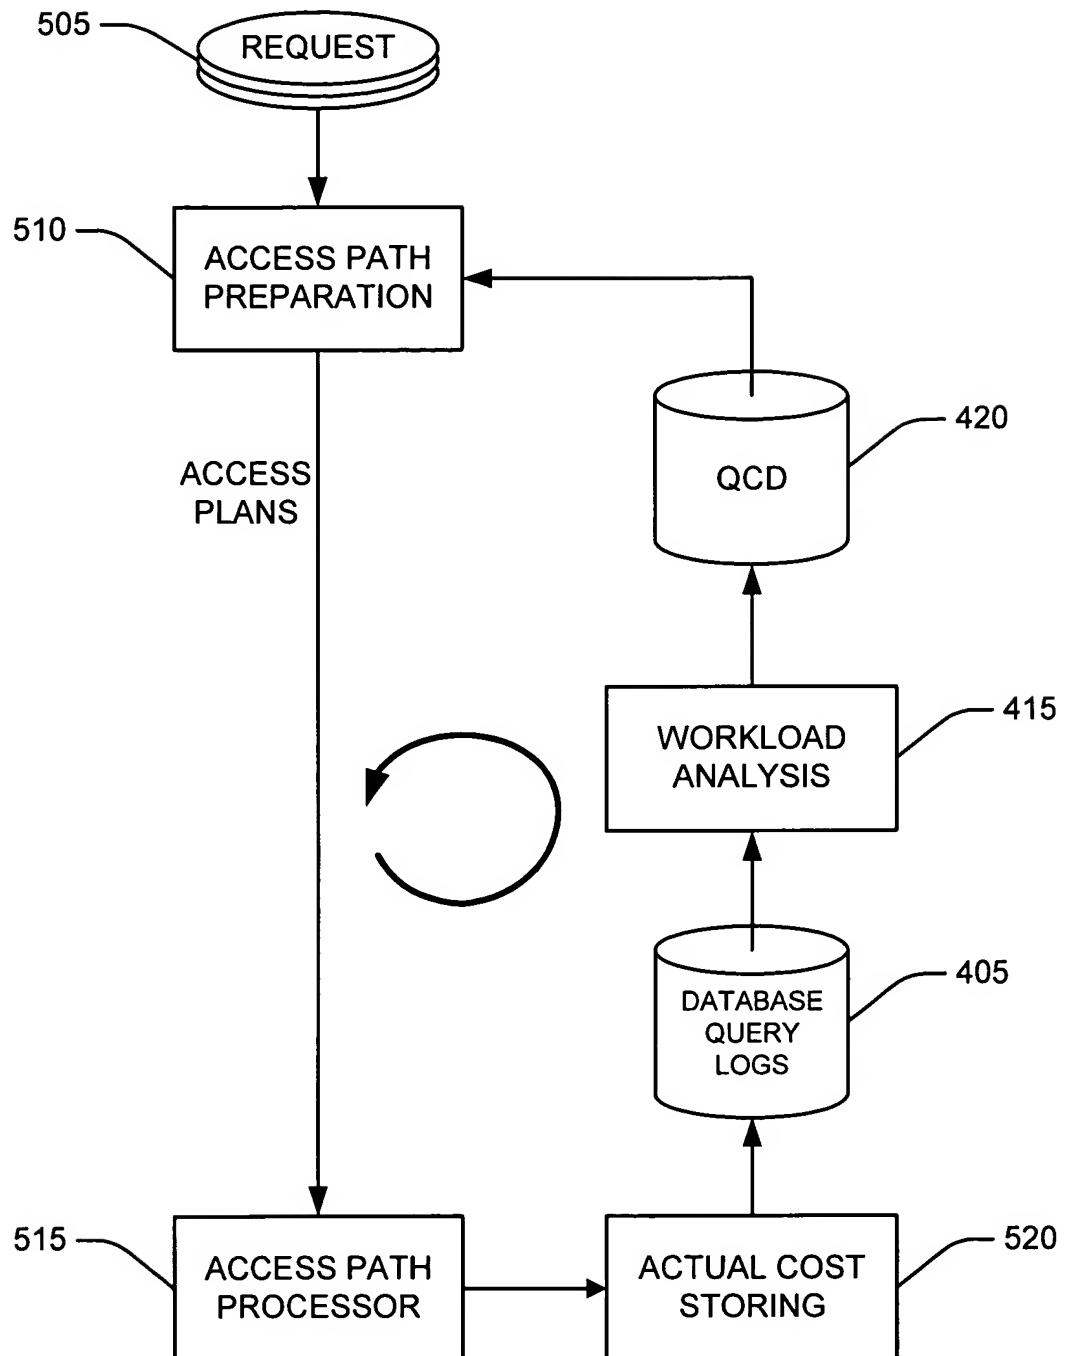 505
REQUEST
510
ACCESS PATH
PREPARATION
420
QCD
ACCESS
PLANS
415
WORKLOAD
ANALYSIS
405
DATABASE
QUERY
LOGS
515
ACCESS PATH
PROCESSOR
520
ACTUAL COST
STORING